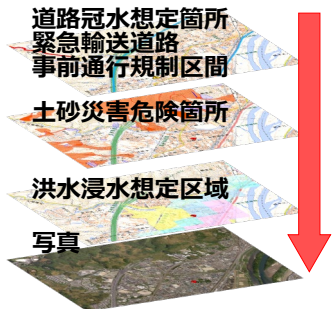 道路冠水想定箇所
緊急輸送道路
事前通行規制区間
土砂災害危険箇所
洪水浸水想定区域
写真